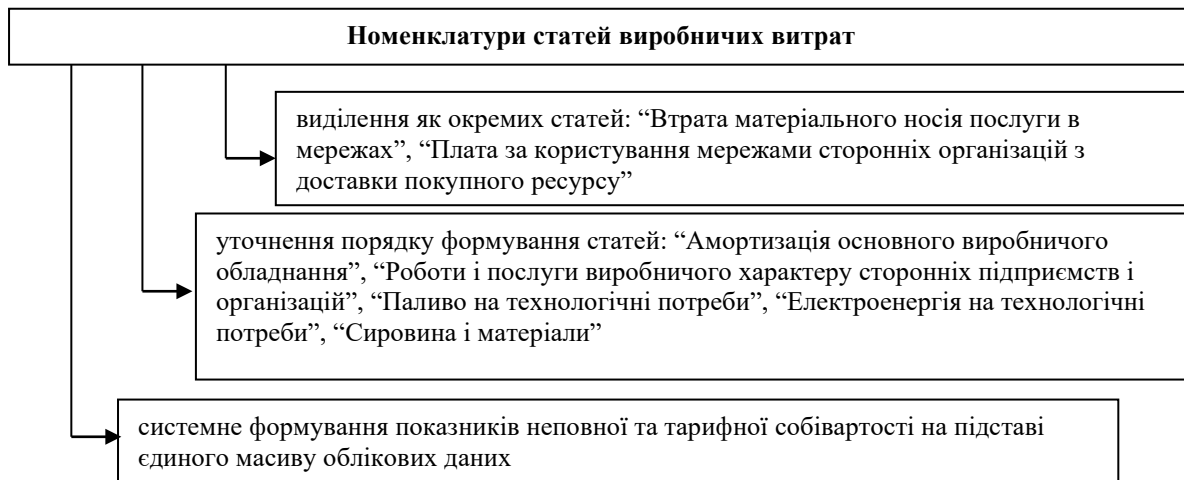 Номенклатури статей виробничих витрат
виділення як окремих статей: “Втрата матеріального носія послуги в
мережах”, “Плата за користування мережами сторонніх організацій з
доставки покупного ресурсу”
уточнення порядку формування статей: “Амортизація основного виробничого
обладнання”, “Роботи і послуги виробничого характеру сторонніх підприємств і
організацій”, “Паливо на технологічні потреби”, “Електроенергія на технологічні
потреби”, “Сировина і матеріали”
системне формування показників неповної та тарифної собівартості на підставі
єдиного масиву облікових даних